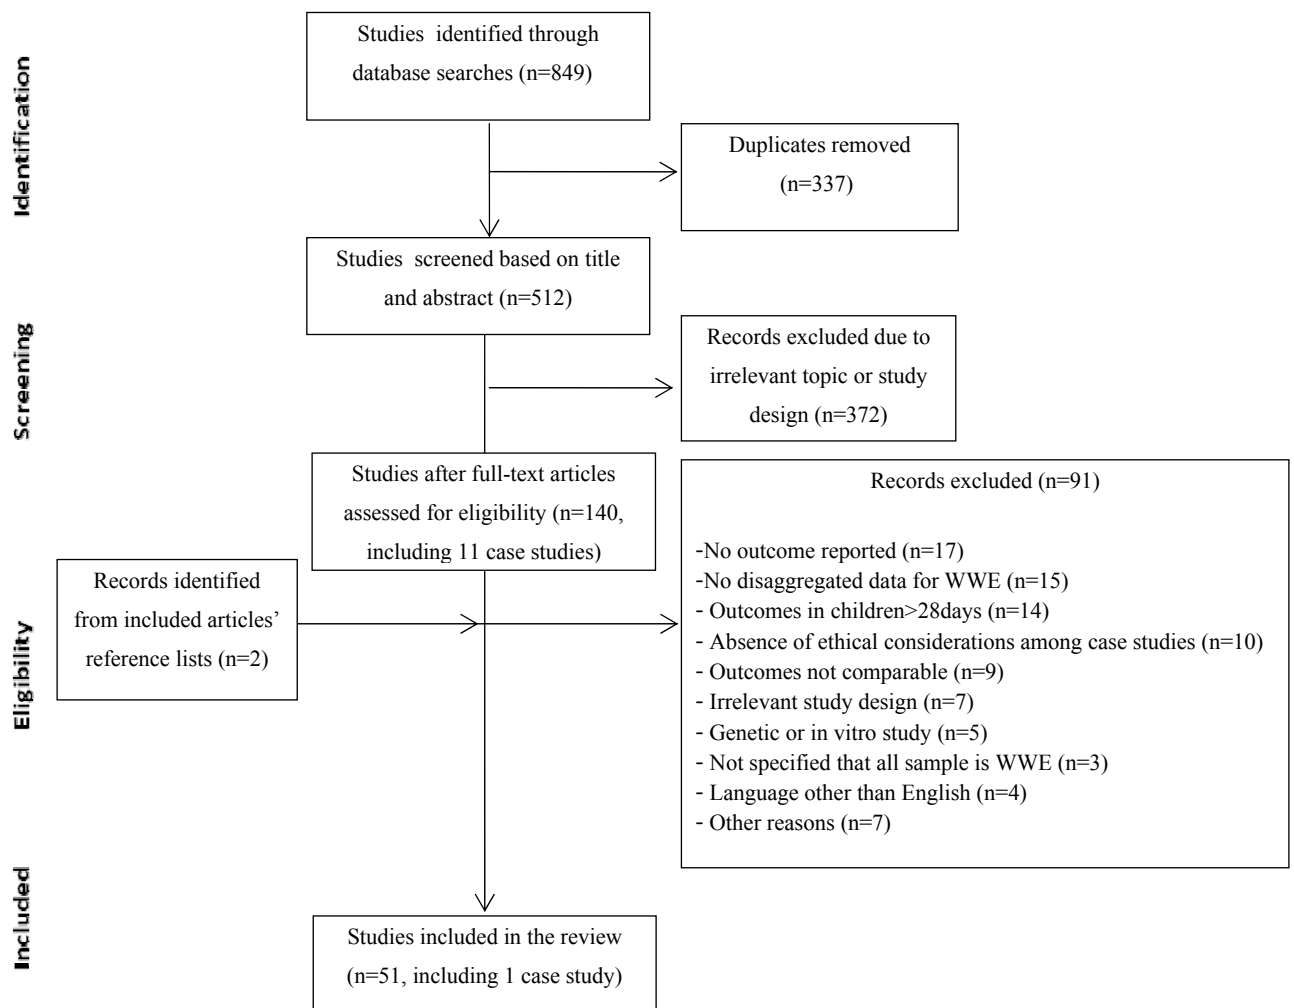 Identification
Studies identified through
database searches (n=849)
Duplicates removed
(n=337)
Studies screened based on title
and abstract (n=512)
Screening
Records excluded due to
irrelevant topic or study
design (n=372)
Studies after full-text articles
assessed for eligibility (n=140,
including 11 case studies)
Eligibility
Records identified
from included articles’
reference lists (n=2)
Records excluded (n=91)
-No outcome reported (n=17)
-No disaggregated data for WWE (n=15)
- Outcomes in children>28days (n=14)
- Absence of ethical considerations among case studies (n=10)
- Outcomes not comparable (n=9)
- Irrelevant study design (n=7)
- Genetic or in vitro study (n=5)
- Not specified that all sample is WWE (n=3)
- Language other than English (n=4)
- Other reasons (n=7)
Included
Studies included in the review
(n=51, including 1 case study)